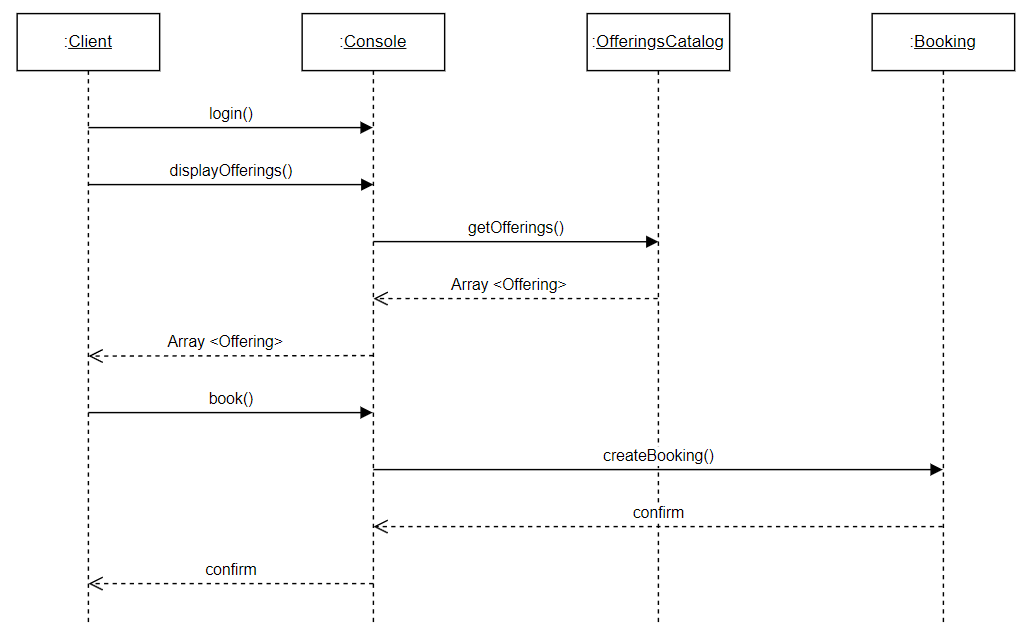 :Client
:Console
:OfferingsCatalog
:Booking
login()
displayOfferings()
getOfferings()
Array <Offering>
Array <Offering>
book()
createBooking()
confirm
confirm